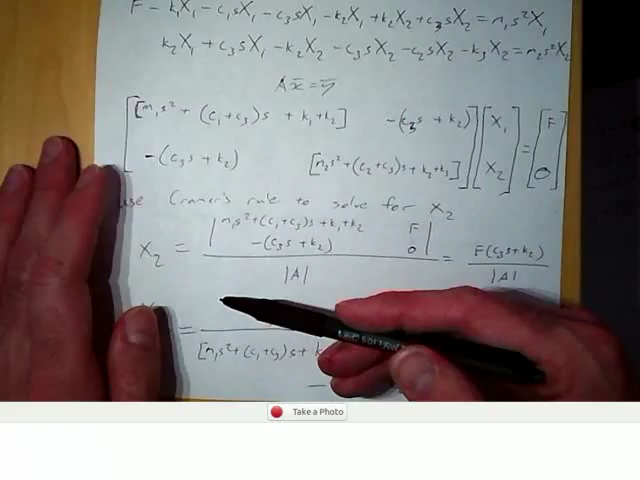 F - k₁X₁ - c₁sX₁ - c₃sX₁ - k₂X₁ + k₂X₂ + c₃sX₂ = m₁s²X₁
k₂X₁ + c₃sX₁ - k₂X₂ - c₃sX₂ - c₂sX₂ - k₃X₂ = m₂s²X₂
Ax̄ = ȳ
[[m₁s² + (c₁+c₃)s + k₁+k₂] -(c₃s + k₂)] [X₁] = [F]
[-(c₃s + k₂) [m₂s² + (c₂+c₃)s + k₂+k₃]] [X₂] [0]
use Cramer's rule to solve for X₂
X₂ = |m₁s²+(c₁+c₃)s+k₁+k₂ F| = F(c₃s+k₂)
|-(c₃s+k₂) 0|
|A| |A|
=
[m₁s²+(c₁+c₃)s+k
Take a Photo